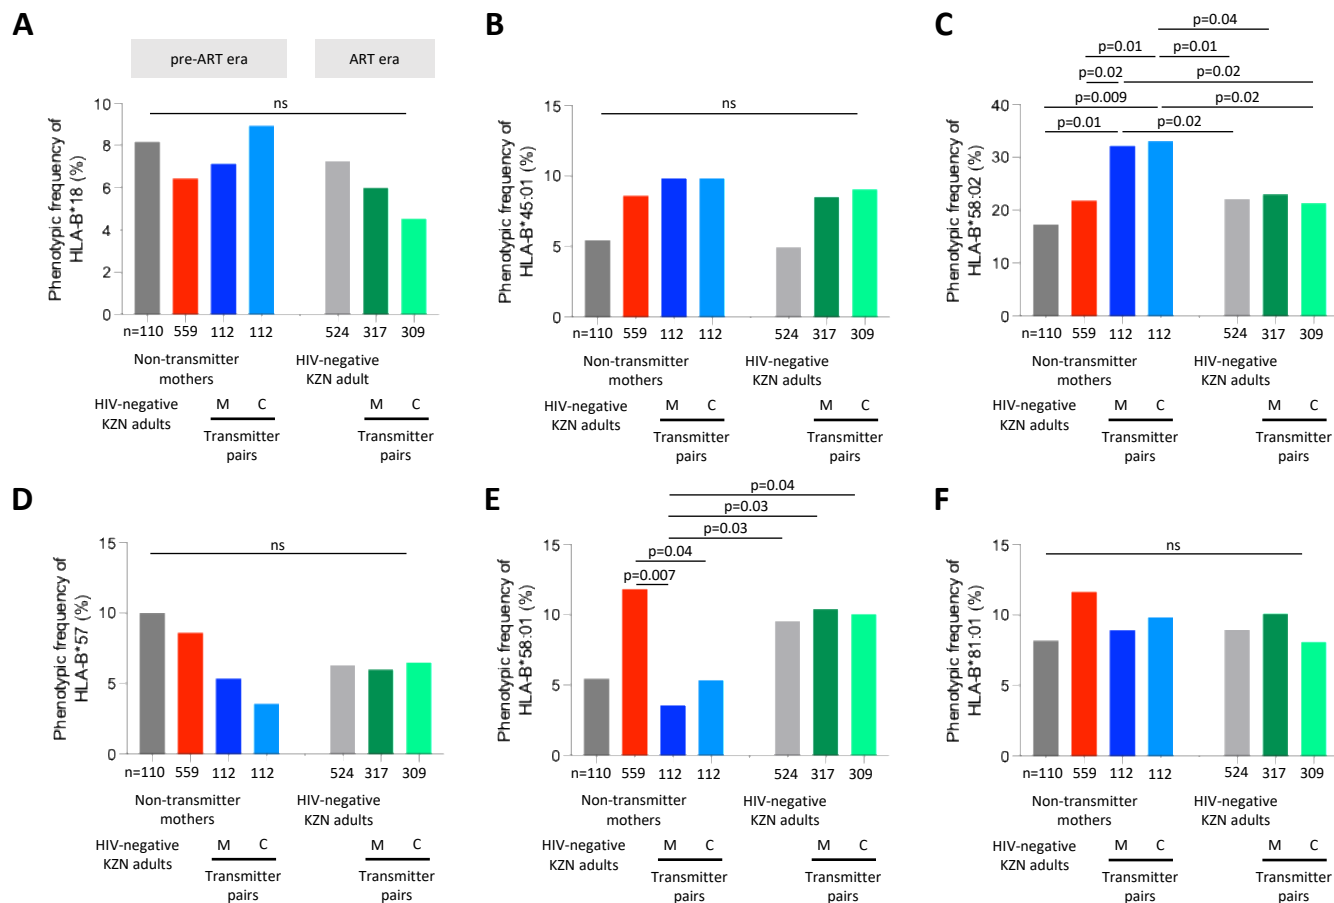 A
pre-ART era
ART era
ns
Phenotypic frequency of
HLA-B*18 (%)
10
8
6
4
2
0
n=110 559 112 112 524 317 309
Non-transmitter
mothers
HIV-negative
KZN adult
HIV-negative
KZN adults
M C
Transmitter
pairs
M C
Transmitter
pairs
B
ns
Phenotypic frequency of
HLA-B*45:01 (%)
15
10
5
0
n=110 559 112 112 524 317 309
Non-transmitter
mothers
HIV-negative
KZN adults
HIV-negative
KZN adults
M C
Transmitter
pairs
M C
Transmitter
pairs
C
p=0.04
p=0.01 p=0.01
p=0.02 p=0.02
p=0.009 p=0.02
p=0.01 p=0.02
Phenotypic frequency of
HLA-B*58:02 (%)
40
30
20
10
0
n=110 559 112 112 524 317 309
Non-transmitter
mothers
HIV-negative
KZN adults
HIV-negative
KZN adults
M C
Transmitter
pairs
M C
Transmitter
pairs
D
ns
Phenotypic frequency of
HLA-B*57 (%)
15
10
5
0
n=110 559 112 112 524 317 309
Non-transmitter
mothers
HIV-negative
KZN adults
HIV-negative
KZN adults
M C
Transmitter
pairs
M C
Transmitter
pairs
E
p=0.04
p=0.03
p=0.03
p=0.04
p=0.007
Phenotypic frequency of
HLA-B*58:01 (%)
15
10
5
0
n=110 559 112 112 524 317 309
Non-transmitter
mothers
HIV-negative
KZN adults
HIV-negative
KZN adults
M C
Transmitter
pairs
M C
Transmitter
pairs
F
ns
Phenotypic frequency of
HLA-B*81:01 (%)
15
10
5
0
n=110 559 112 112 524 317 309
Non-transmitter
mothers
HIV-negative
KZN adults
HIV-negative
KZN adults
M C
Transmitter
pairs
M C
Transmitter
pairs